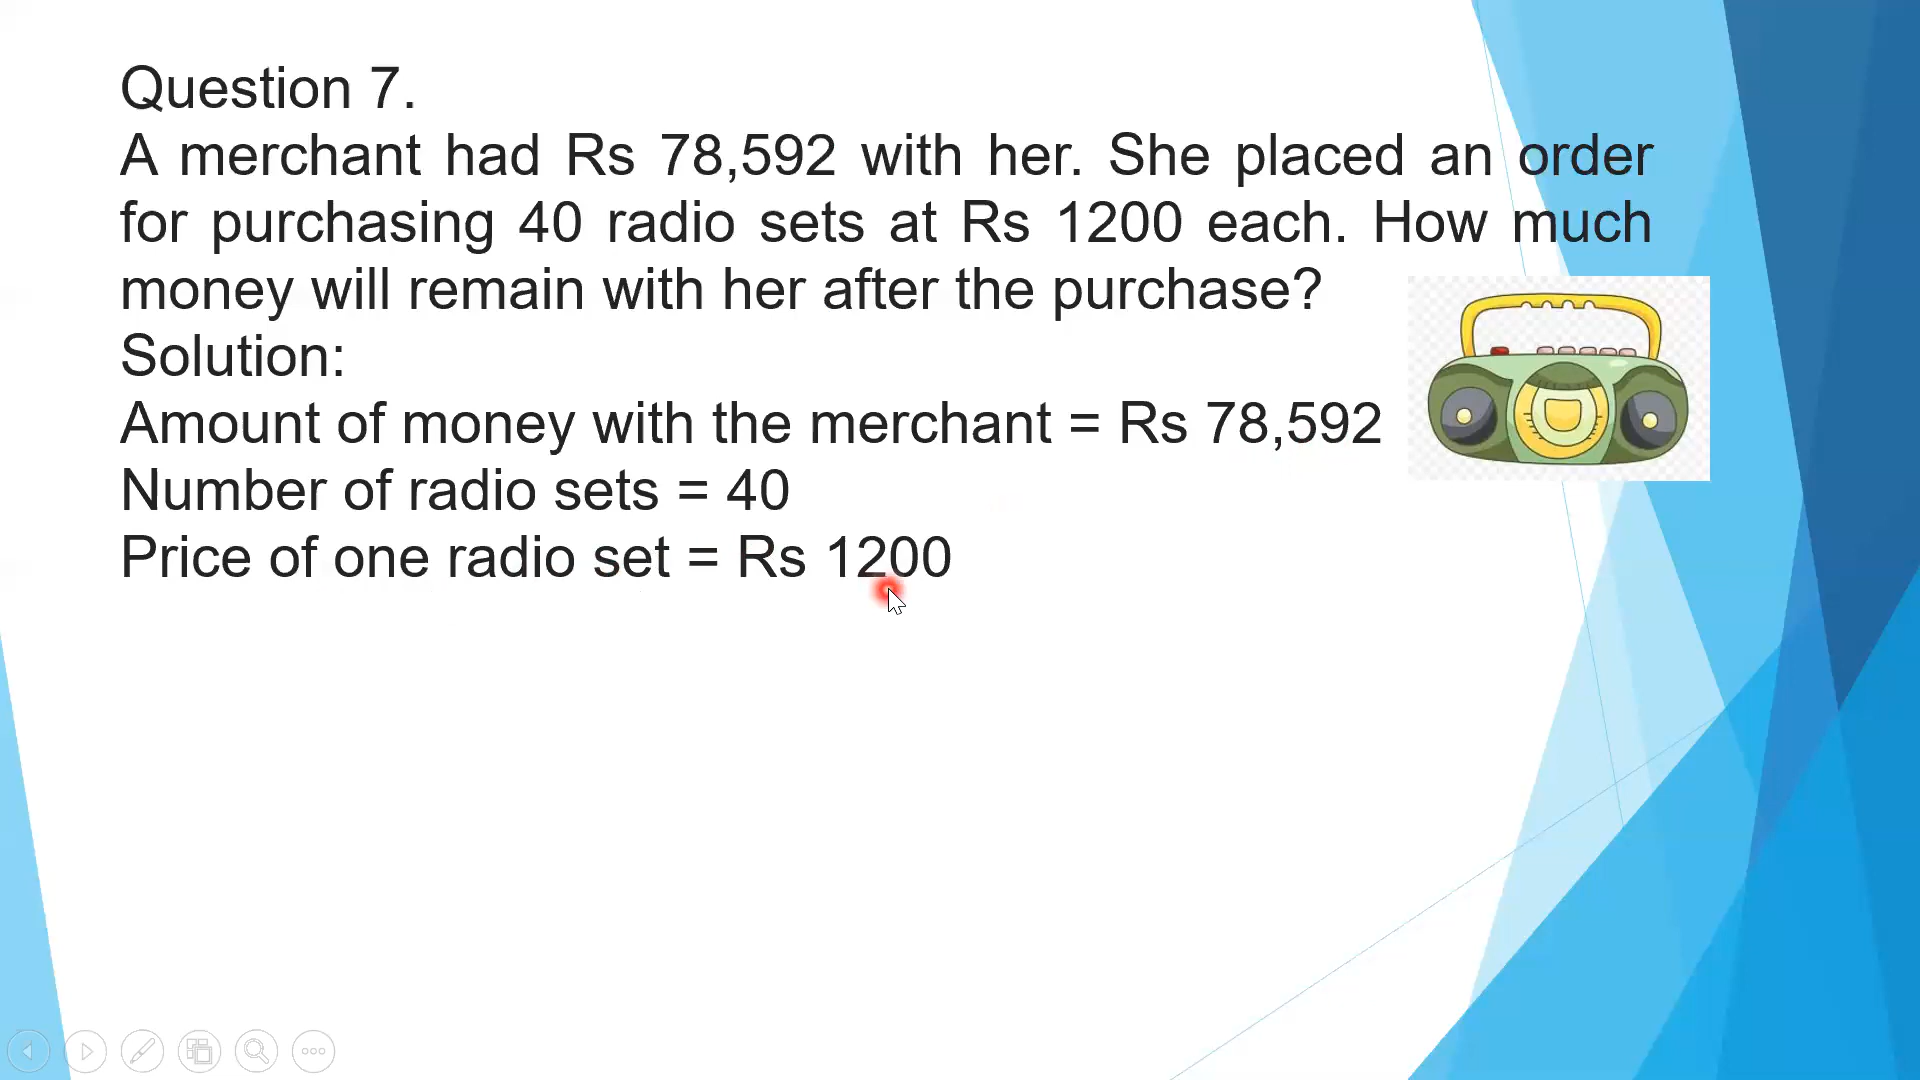 Question 7.
A merchant had Rs 78,592 with her. She placed an order
for purchasing 40 radio sets at Rs 1200 each. How much
money will remain with her after the purchase?
Solution:
Amount of money with the merchant = Rs 78,592
Number of radio sets = 40
Price of one radio set = Rs 1200